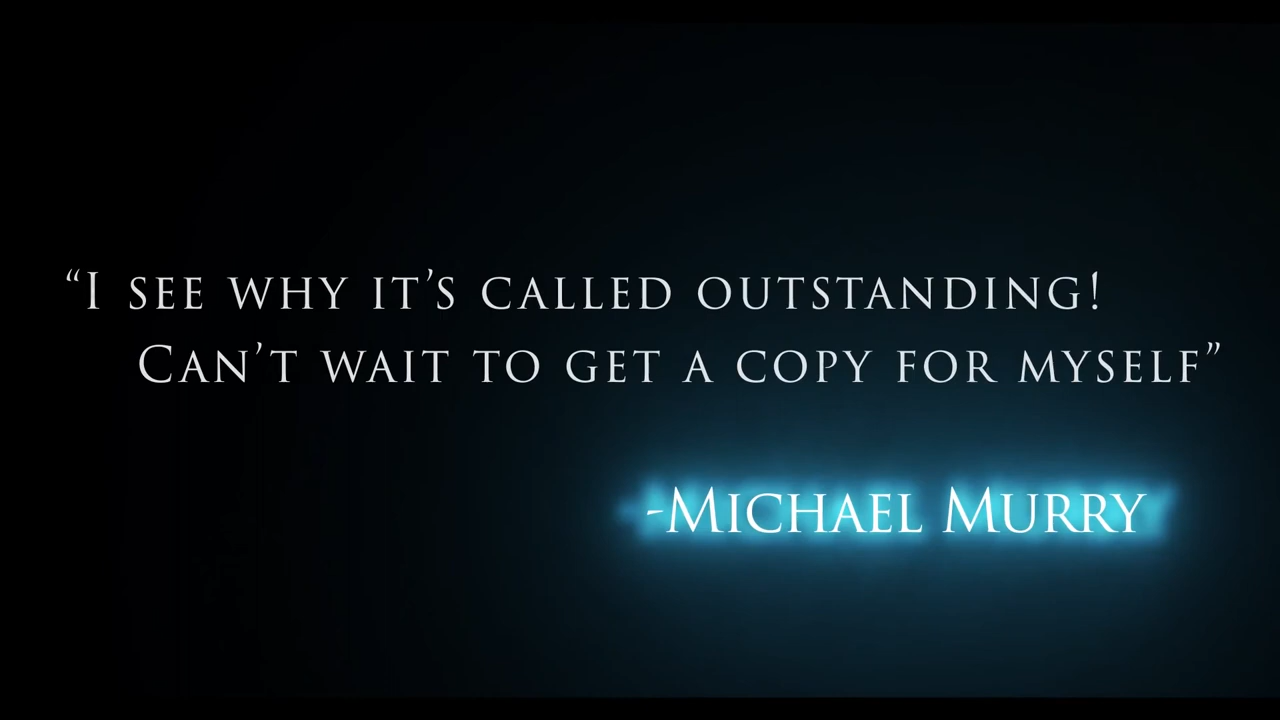 “I see why it’s called outstanding!
Can’t wait to get a copy for myself”
-Michael Murry